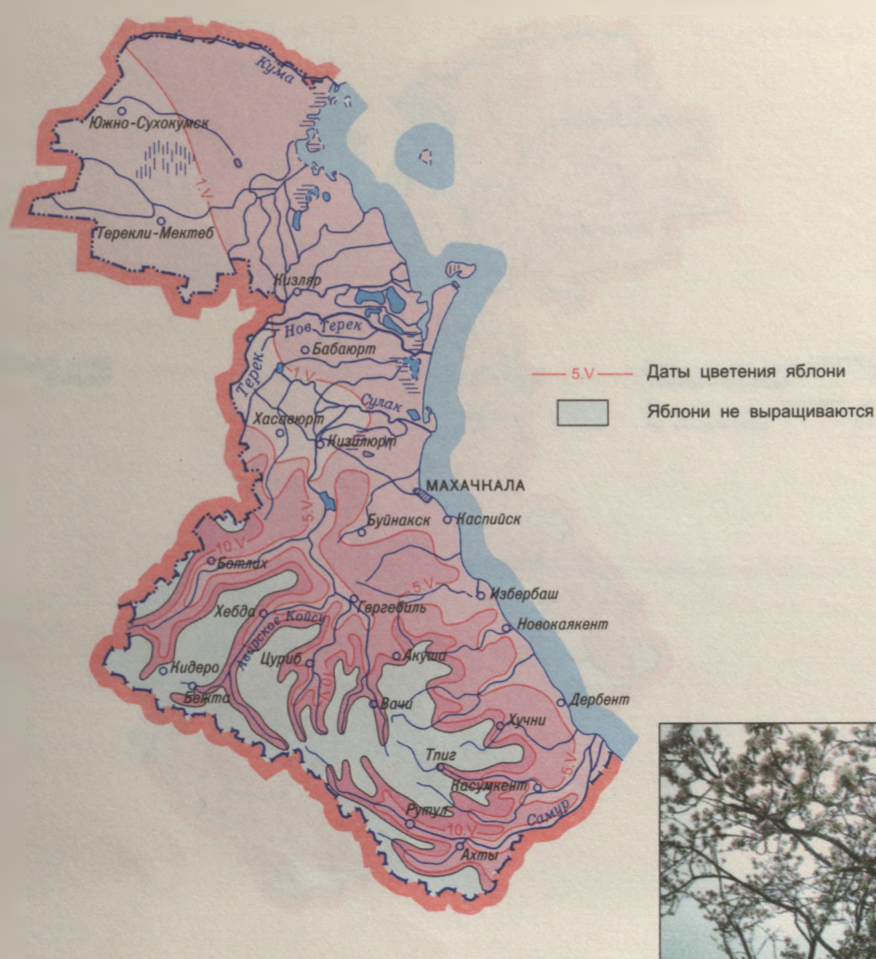 Кума
Южно-Сухокумск
1.V
Терекли-Мектеб
Кизляр
Нов. Терек
Бабаюрт
Терек
1.V
Сулак
Хасавюрт
Кизилюрт
5.V Даты цветения яблони
Яблони не выращиваются
МАХАЧКАЛА
5.V
Буйнакск
Каспийск
10.V
Ботлих
5.V
Избербаш
Хебда
Гергебиль
Аварское Койсу
Новокаякент
Акуша
Цуриб
Кидеро
Бежта
Вачи
Дербент
Хучни
Тпиг
5.V
Касумкент
Рутул
Самур
10.V
Ахты